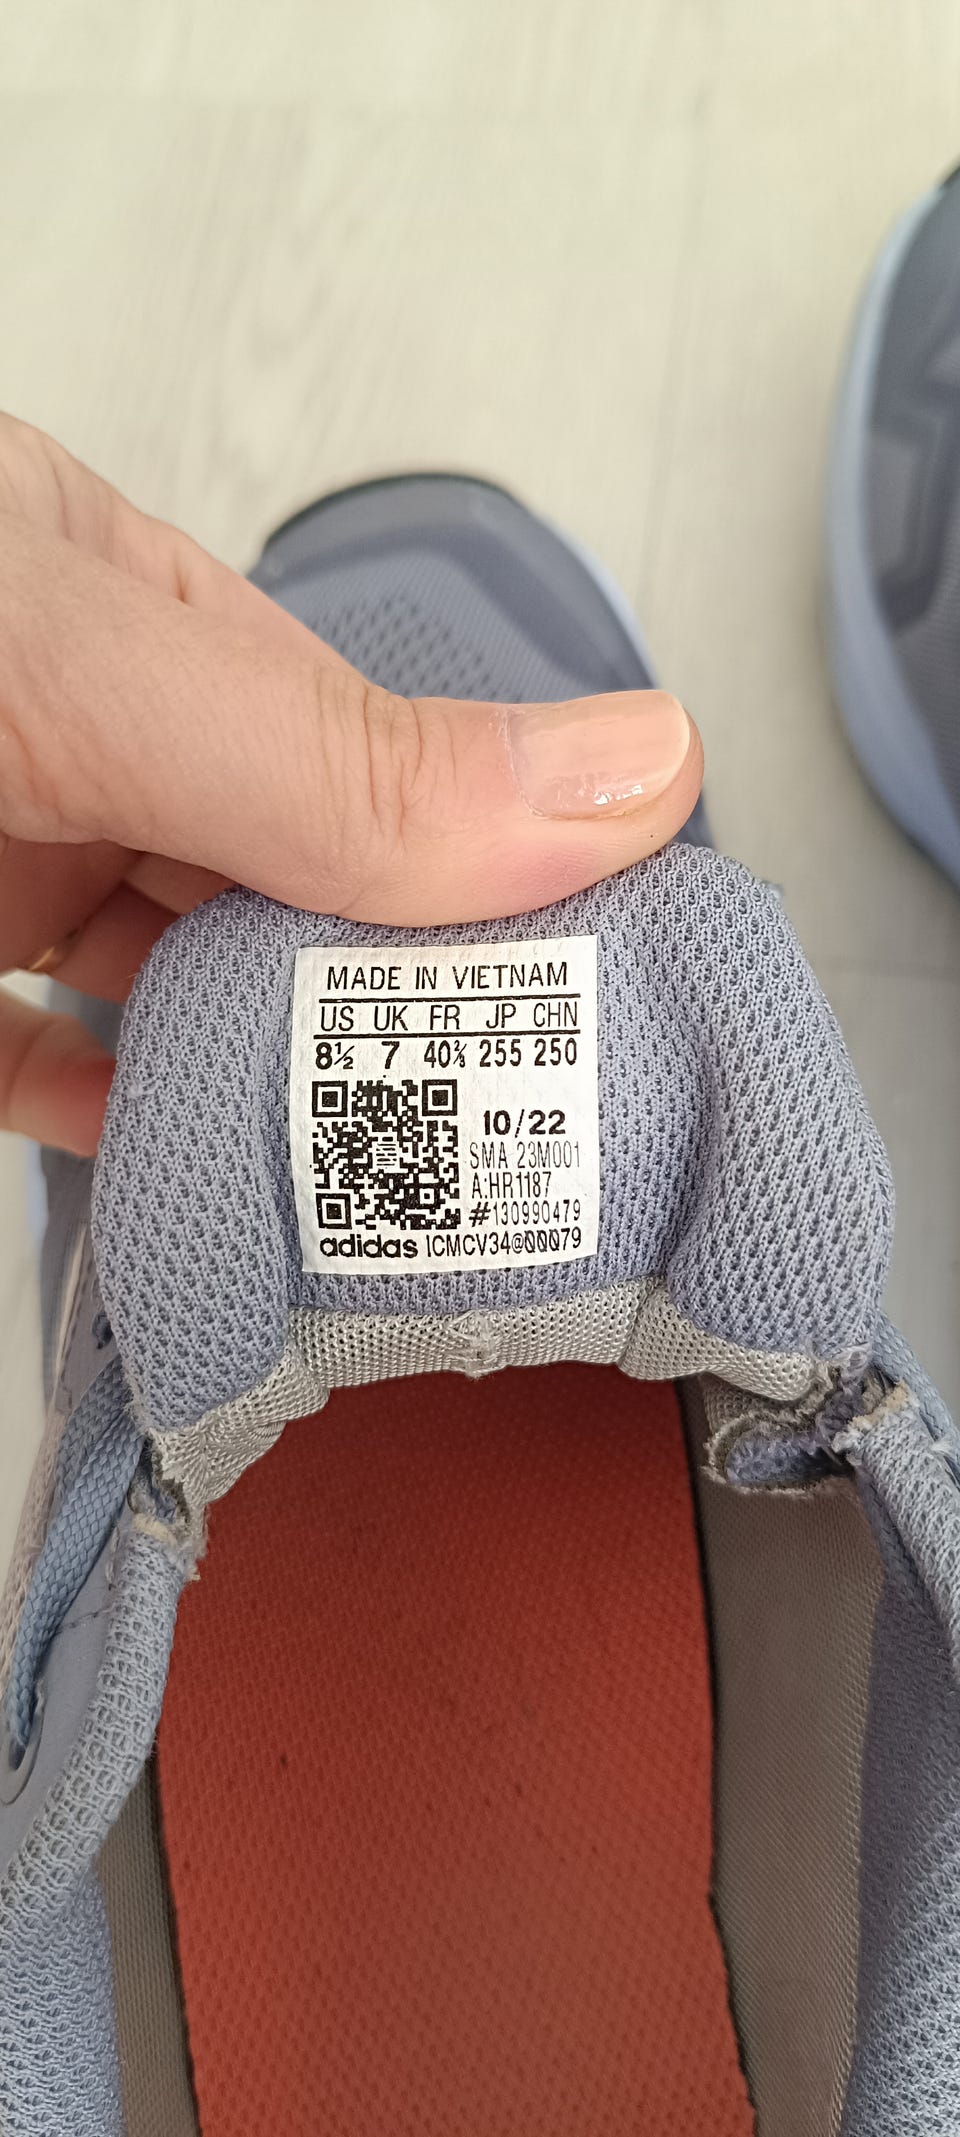 MADE IN VIETNAM
US UK FR JP CHN
8½ 7 40⅔ 255 250
10/22
SMA 23M001
A:HR1187
#130990479
adidas ICMCV34@00079